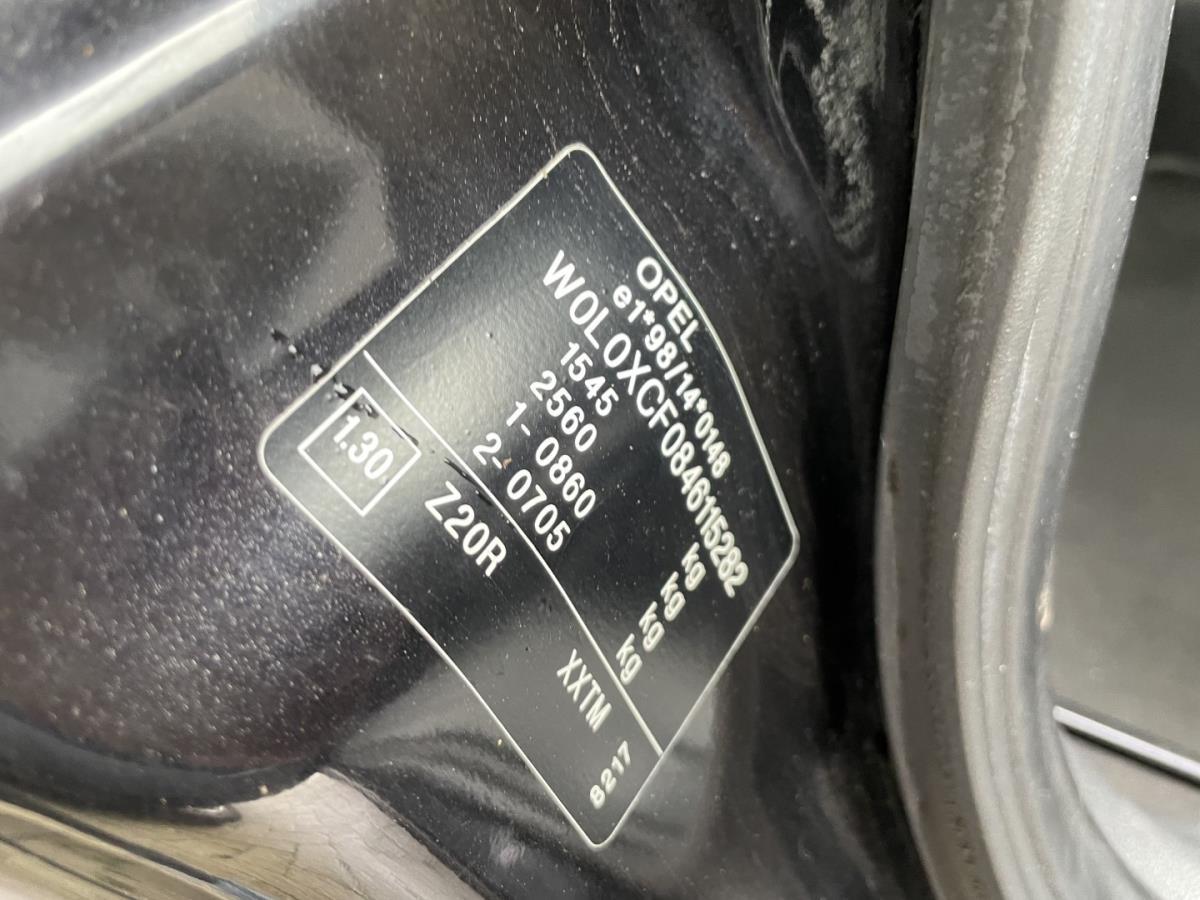 OPEL
e1*98/14*0148
W0L0XCF0846115282
1545 kg
2560 kg
1- 0860 kg
2- 0705 kg
1.30 Z20R XXTM 8217